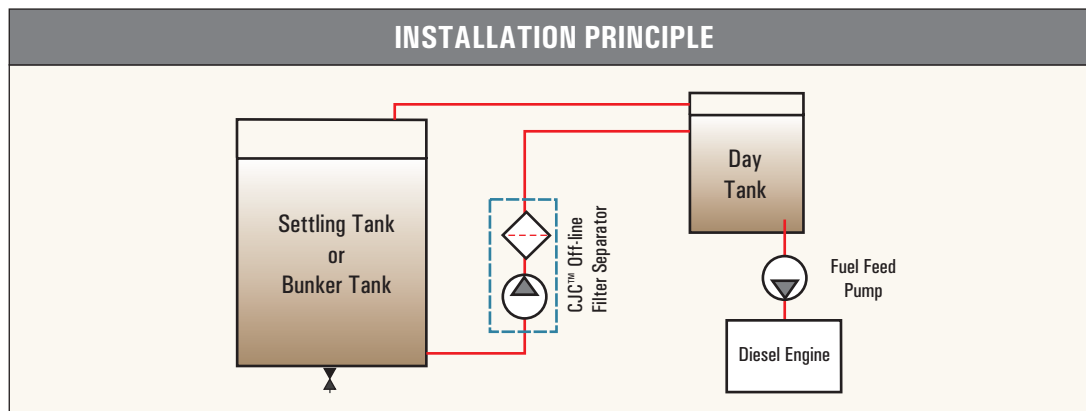 INSTALLATION PRINCIPLE
Settling Tank
or
Bunker Tank
CJC™ Off-line
Filter Separator
Day
Tank
Fuel Feed
Pump
Diesel Engine